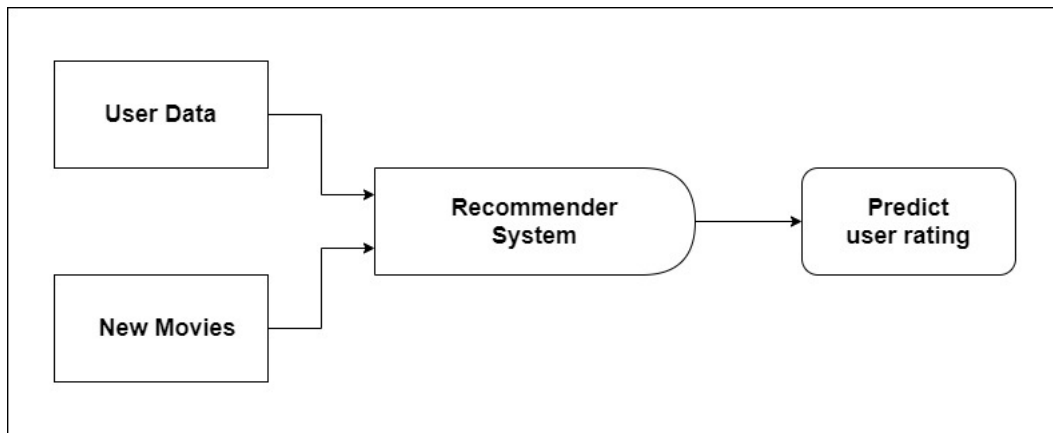 User Data
New Movies
Recommender
System
Predict
user rating